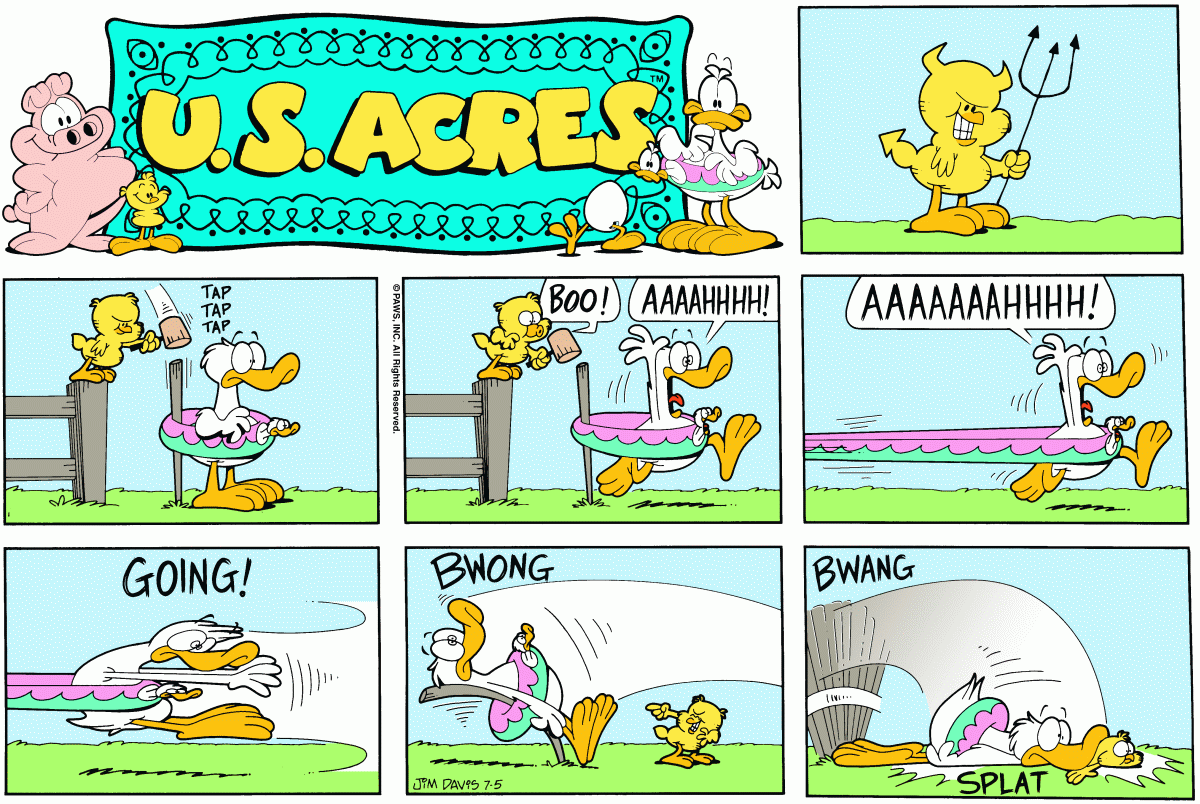 U.S. ACRES
TM
TAP
TAP
TAP
© PAWS, INC. All Rights Reserved.
BOO!
AAAAHHHH!
AAAAAAAHHHH!
GOING!
BWONG
JIM DAVIS 7-5
BWANG
SPLAT